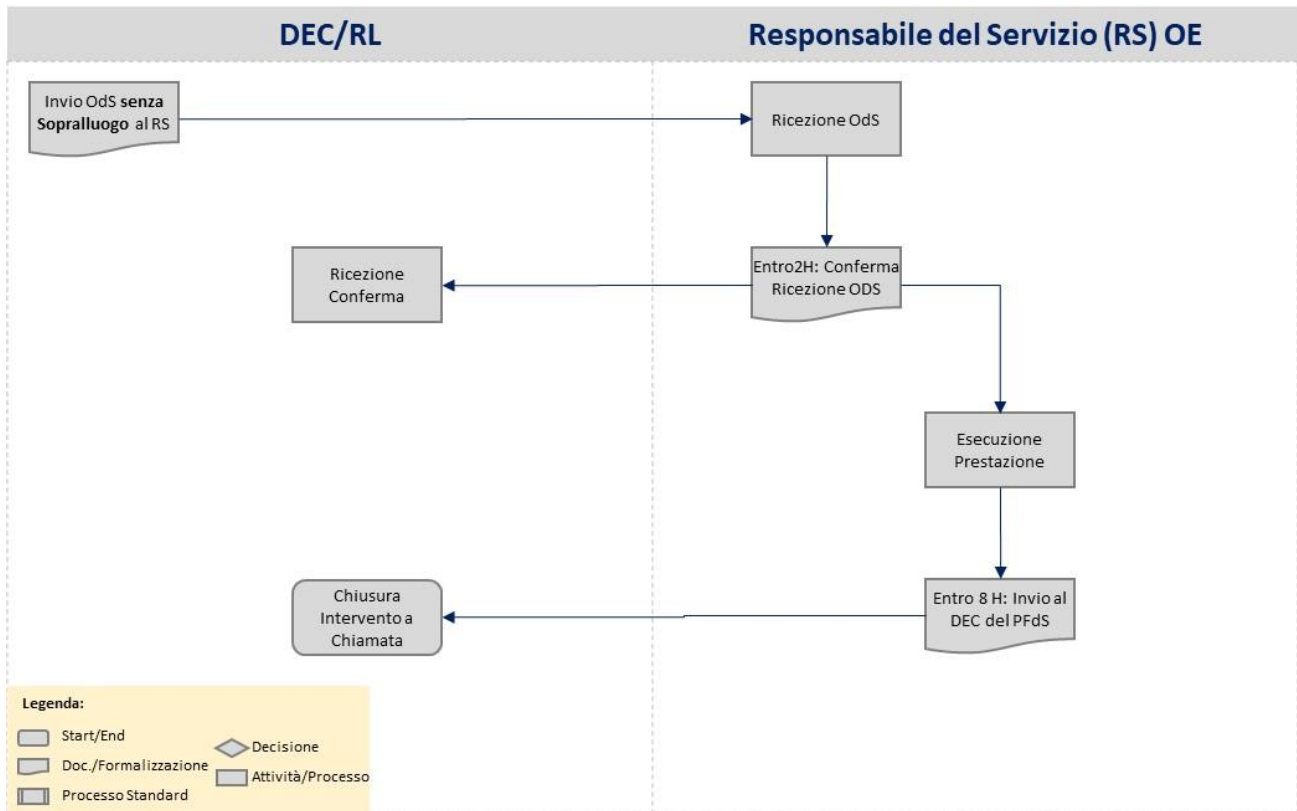 DEC/RL
Responsabile del Servizio (RS) OE
Invio OdS senza
Sopralluogo al RS
Ricezione OdS
Ricezione
Conferma
Entro2H: Conferma
Ricezione ODS
Esecuzione
Prestazione
Chiusura
Intervento a
Chiamata
Entro 8 H: Invio al
DEC del PFdS
Legenda:
Start/End
Doc./Formalizzazione
Processo Standard
Decisione
Attività/Processo